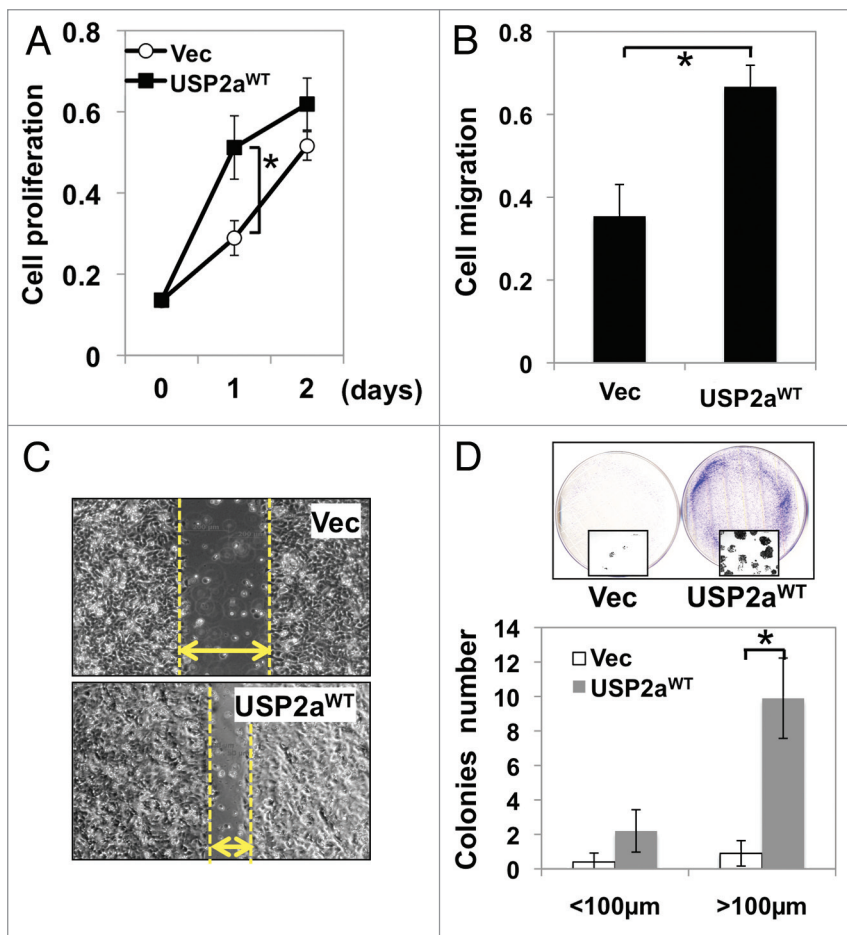 A
Cell proliferation
0.8
0.6
0.4
0.2
0
Vec
USP2aWT
*
0 1 2 (days)
B
Cell migration
0.8
0.6
0.4
0.2
0
*
Vec USP2aWT
C
Vec
USP2aWT
D
Vec USP2aWT
Colonies number
14
12
10
8
6
4
2
0
Vec
USP2aWT
*
<100µm >100µm